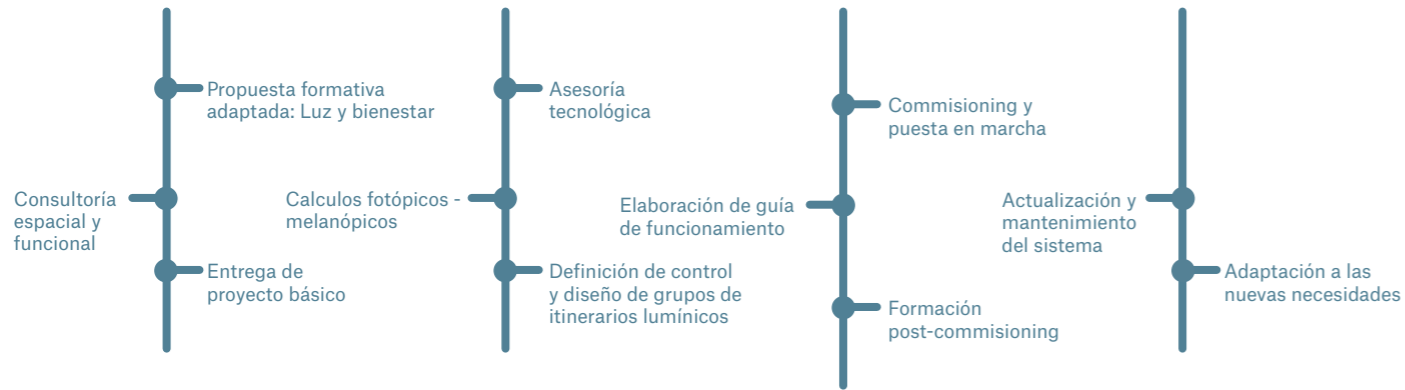 Propuesta formativa
adaptada: Luz y bienestar
Consultoría
espacial y
funcional
Entrega de
proyecto básico
Asesoría
tecnológica
Calculos fotópicos -
melanópicos
Definición de control
y diseño de grupos de
itinerarios lumínicos
Commisioning y
puesta en marcha
Elaboración de guía
de funcionamiento
Formación
post-commisioning
Actualización y
mantenimiento
del sistema
Adaptación a las
nuevas necesidades